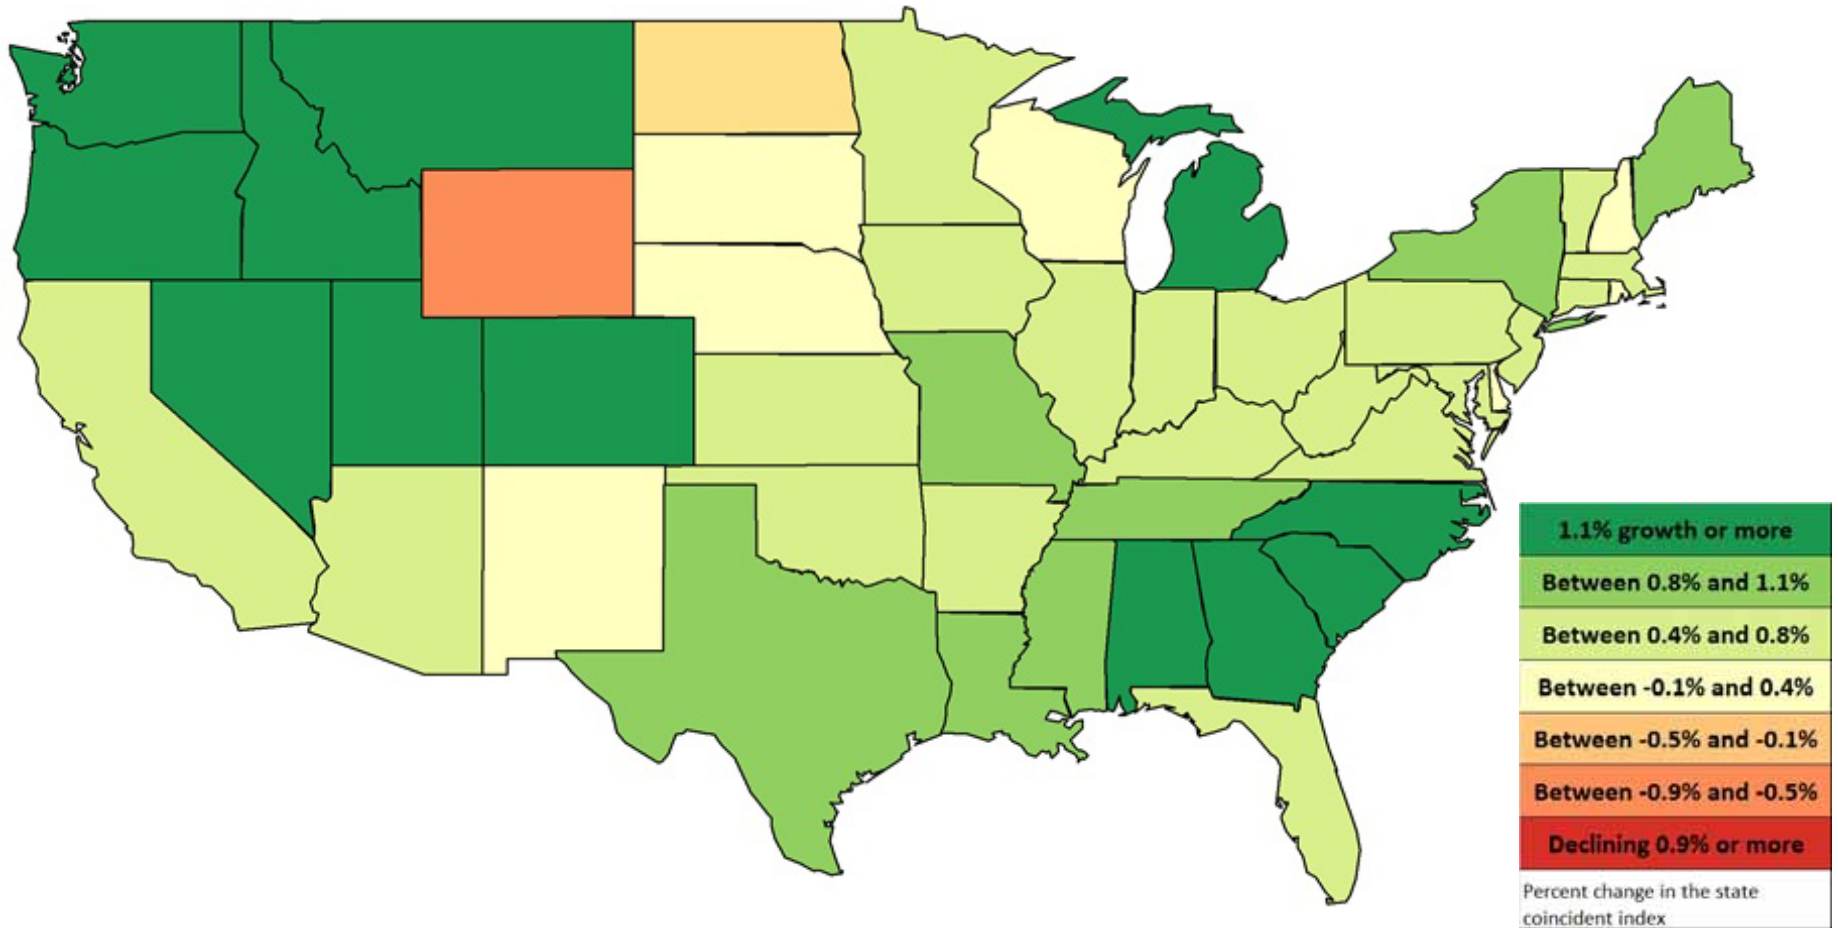 1.1% growth or more
Between 0.8% and 1.1%
Between 0.4% and 0.8%
Between -0.1% and 0.4%
Between -0.5% and -0.1%
Between -0.9% and -0.5%
Declining 0.9% or more
Percent change in the state
coincident index